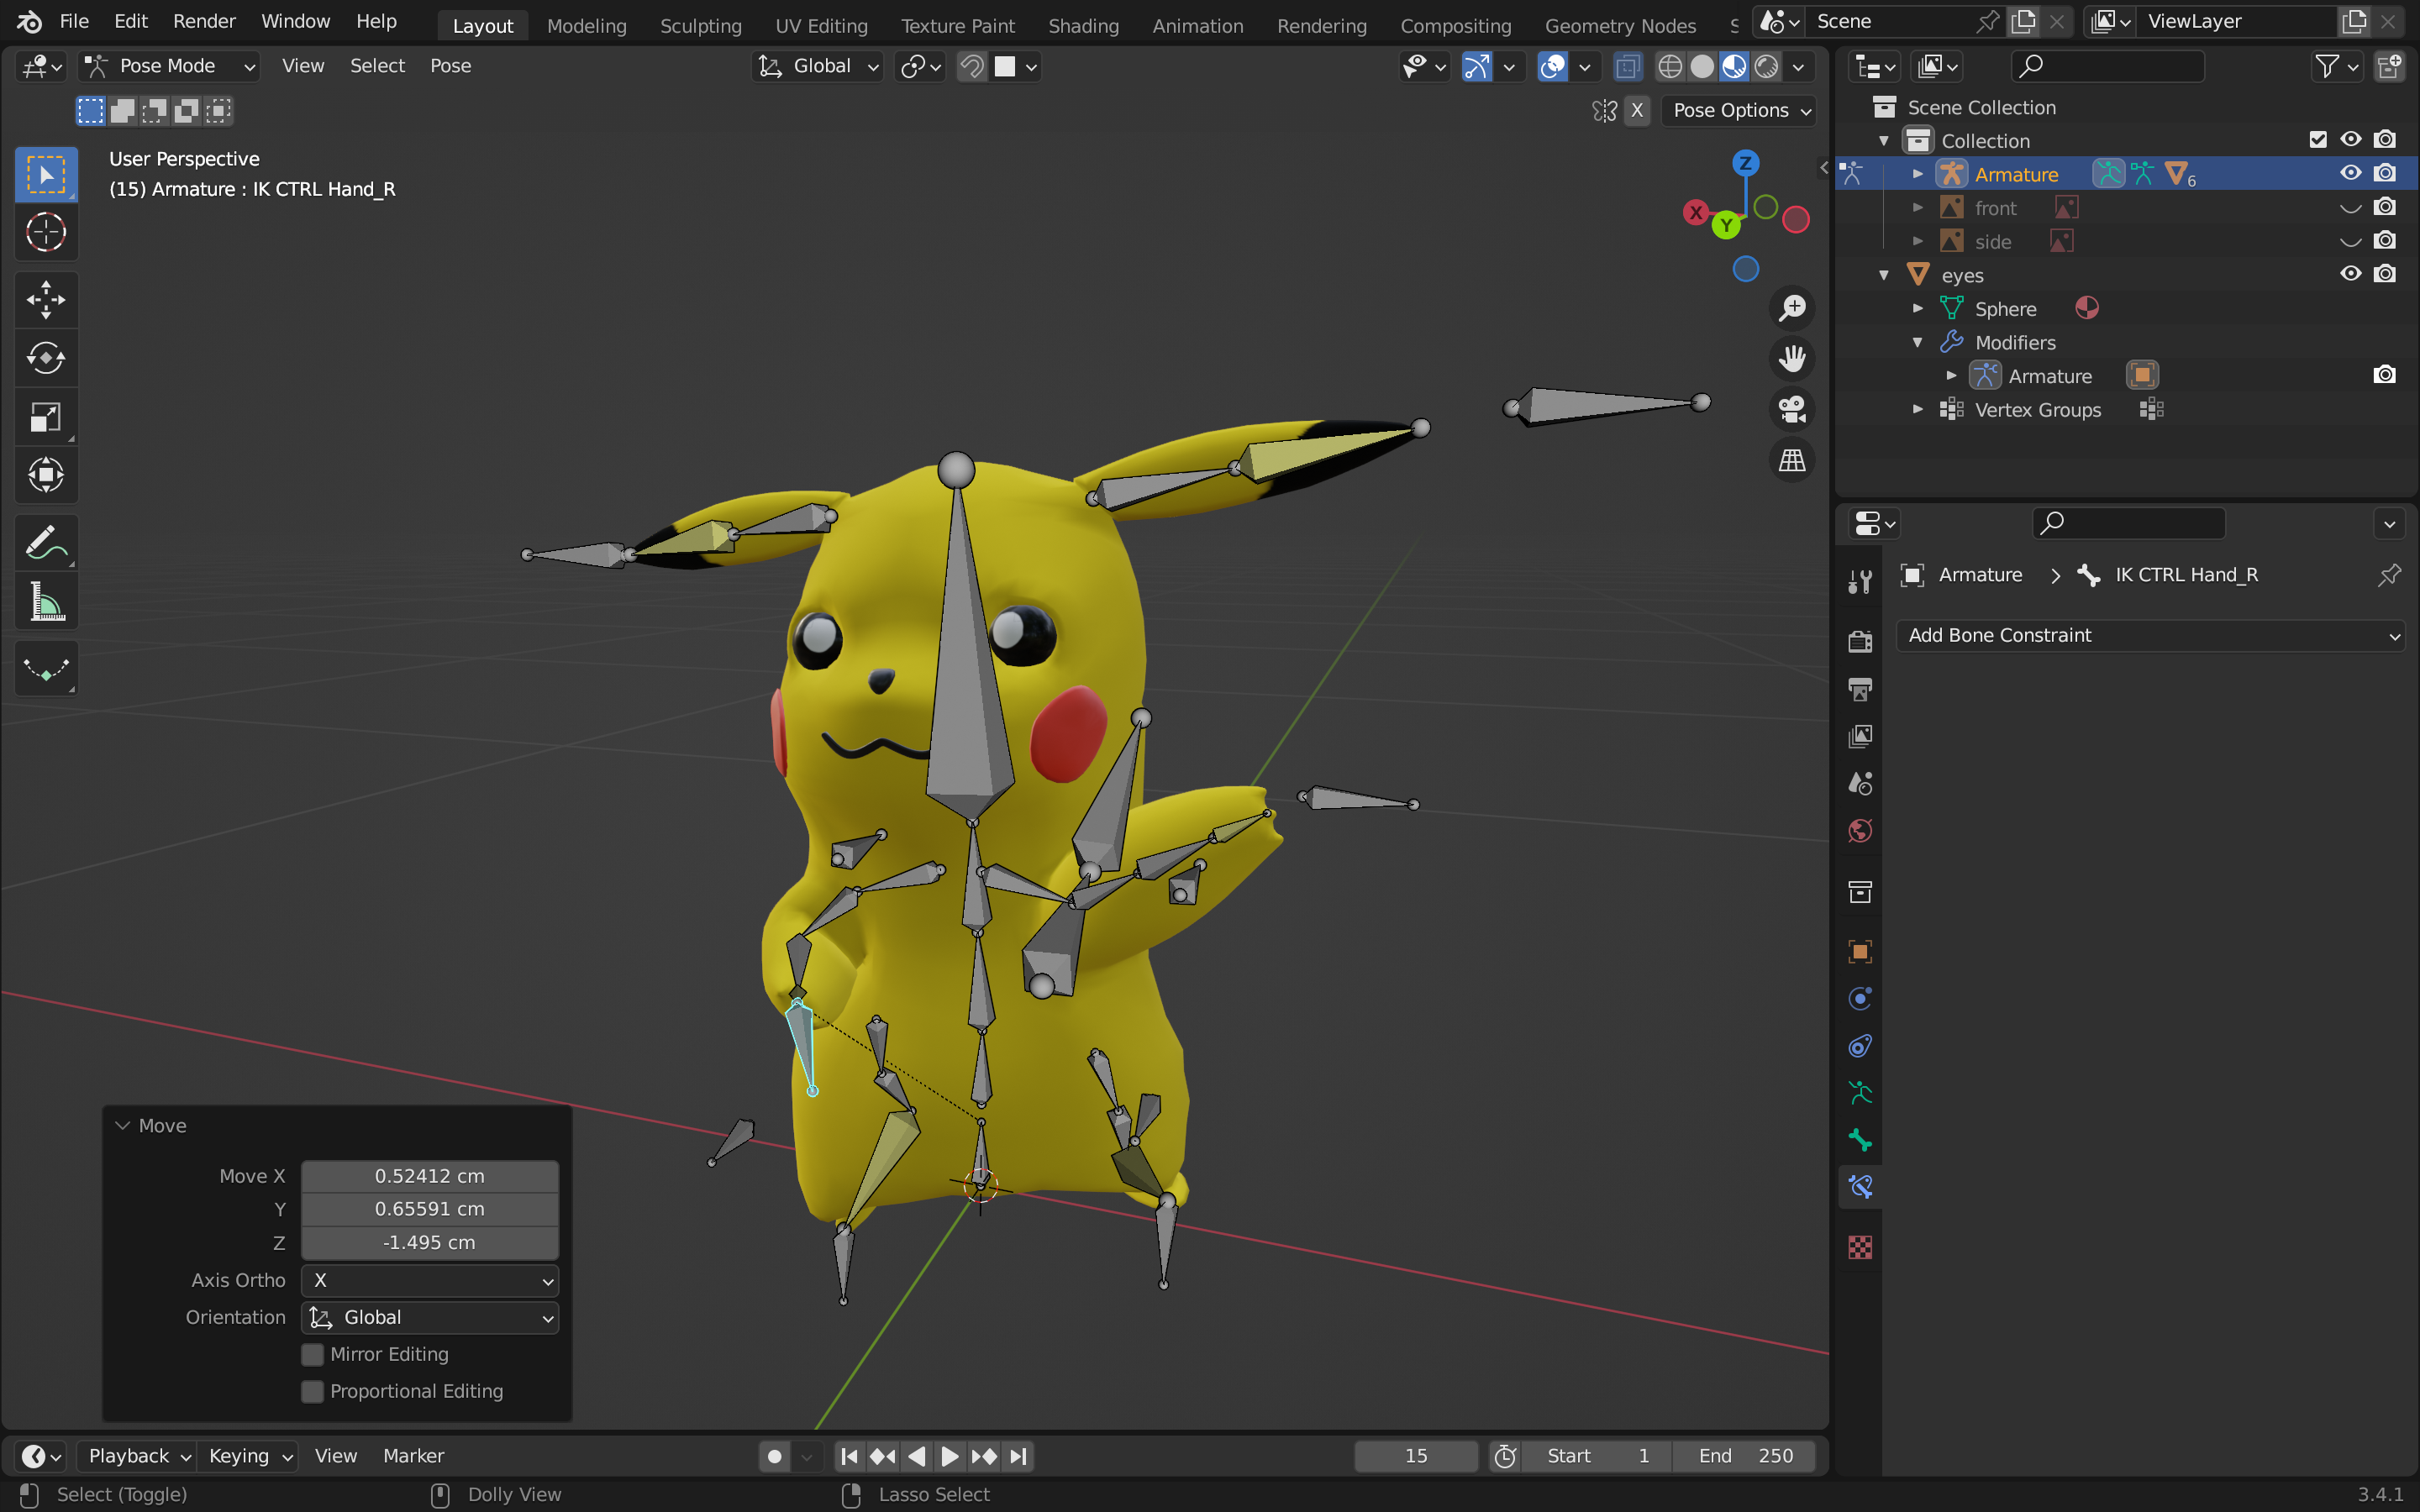 File Edit Render Window Help Layout Modeling Sculpting UV Editing Texture Paint Shading Animation Rendering Compositing Geometry Nodes Scene ViewLayer
Pose Mode View Select Pose Global
X Pose Options
User Perspective
(15) Armature : IK CTRL Hand_R
Z
X
Y
Scene Collection
Collection
Armature 6
front
side
eyes
Sphere
Modifiers
Armature
Vertex Groups
Armature > IK CTRL Hand_R
Add Bone Constraint
Move
Move X 0.52412 cm
Y 0.65591 cm
Z -1.495 cm
Axis Ortho X
Orientation Global
Mirror Editing
Proportional Editing
Playback Keying View Marker 15 Start 1 End 250
Select (Toggle) Dolly View Lasso Select 3.4.1